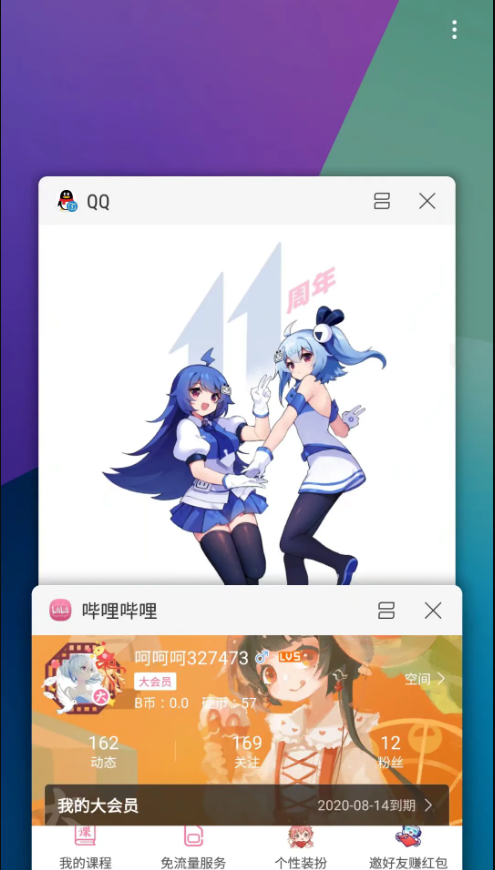 QQ
11
周年
哔哩哔哩
呵呵呵327473 LV5
大会员
B币：0.0 硬币：57
空间
大
162 169 12
动态 关注 粉丝
我的大会员 2020-08-14到期
课
我的课程 免流量服务 个性装扮 邀好友赚红包